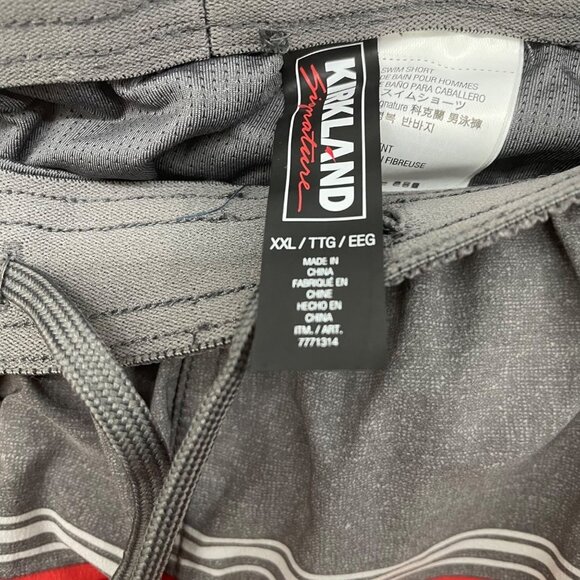 KIRKLAND
Signature
XXL / TTG / EEG
MADE IN
CHINA
FABRIQUÉ EN
CHINE
HECHO EN
CHINA
ITM. / ART.
7771314
SWIM SHORT
DE BAIN POUR HOMMES
DE BAÑO PARA CABALLERO
スイムショーツ
Signature 科克蘭 男泳褲
반바지
FIBREUSE